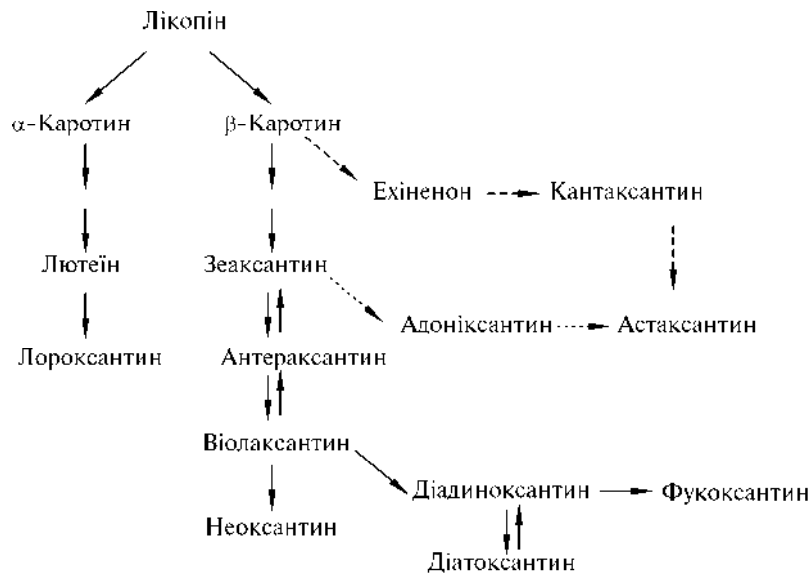 Лікопін
α-Каротин β-Каротин
Ехіненон Кантаксантин
Лютеїн Зеаксантин
Адоніксантин Астаксантин
Лороксантин Антераксантин
Віолаксантин
Діадиноксантин Фукоксантин
Неоксантин
Діатоксантин